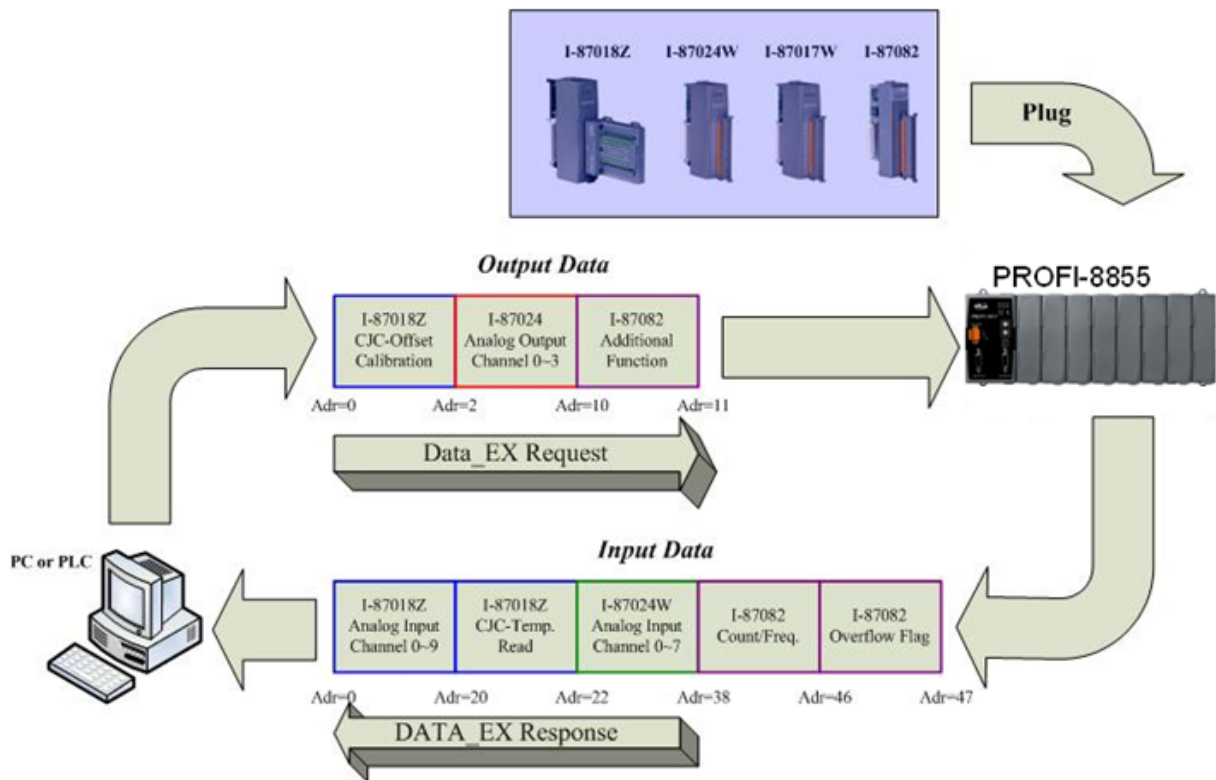 I-87018Z I-87024W I-87017W I-87082
Plug
Output Data
PROFI-8855
I-87018Z
CJC-Offset
Calibration
I-87024
Analog Output
Channel 0~3
I-87082
Additional
Function
Adr=0 Adr=2 Adr=10 Adr=11
Data_EX Request
PC or PLC
Input Data
I-87018Z
Analog Input
Channel 0~9
I-87018Z
CJC-Temp.
Read
I-87024W
Analog Input
Channel 0~7
I-87082
Count/Freq.
I-87082
Overflow Flag
Adr=0 Adr=20 Adr=22 Adr=38 Adr=46 Adr=47
DATA_EX Response